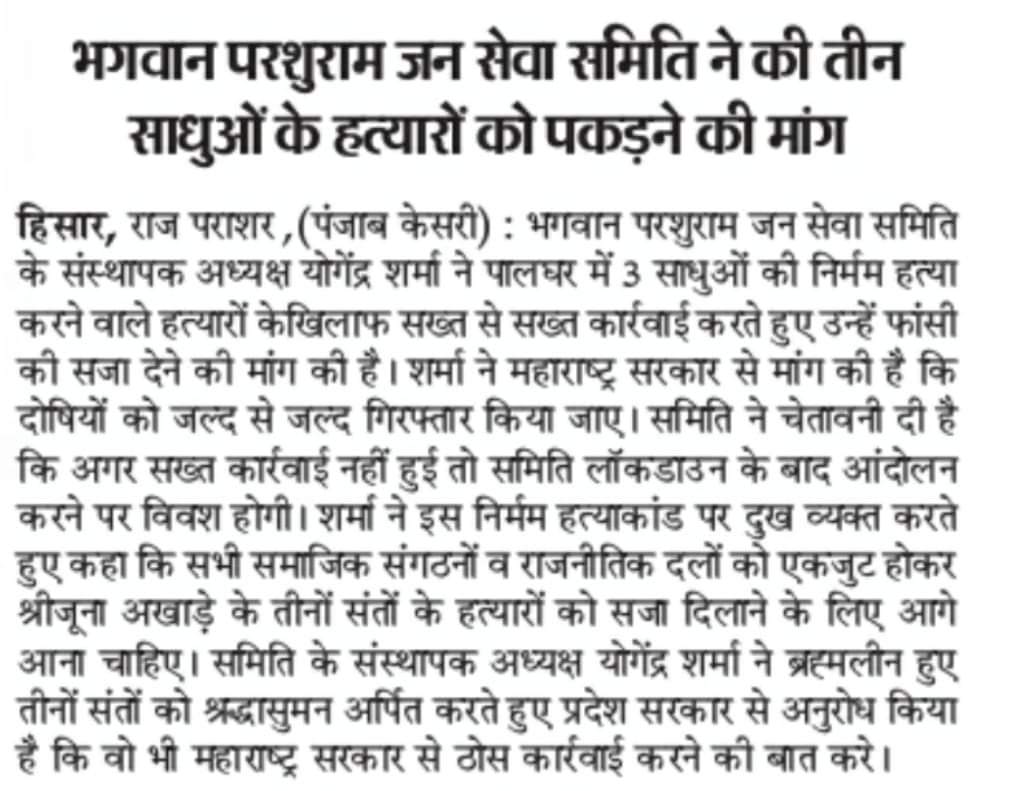 भगवान परशुराम जन सेवा समिति ने की तीन
साधुओं के हत्यारों को पकड़ने की मांग
हिसार, राज पराशर ,(पंजाब केसरी) : भगवान परशुराम जन सेवा समिति
के संस्थापक अध्यक्ष योगेंद्र शर्मा ने पालघर में 3 साधुओं की निर्मम हत्या
करने वाले हत्यारों केखिलाफ सख्त से सख्त कार्रवाई करते हुए उन्हें फांसी
की सजा देने की मांग की है। शर्मा ने महाराष्ट्र सरकार से मांग की है कि
दोषियों को जल्द से जल्द गिरफ्तार किया जाए। समिति ने चेतावनी दी है
कि अगर सख्त कार्रवाई नहीं हुई तो समिति लॉकडाउन के बाद आंदोलन
करने पर विवश होगी। शर्मा ने इस निर्मम हत्याकांड पर दुख व्यक्त करते
हुए कहा कि सभी समाजिक संगठनों व राजनीतिक दलों को एकजुट होकर
श्रीजूना अखाड़े के तीनों संतों के हत्यारों को सजा दिलाने के लिए आगे
आना चाहिए। समिति के संस्थापक अध्यक्ष योगेंद्र शर्मा ने ब्रह्मलीन हुए
तीनों संतों को श्रद्धासुमन अर्पित करते हुए प्रदेश सरकार से अनुरोध किया
है कि वो भी महाराष्ट्र सरकार से ठोस कार्रवाई करने की बात करे।